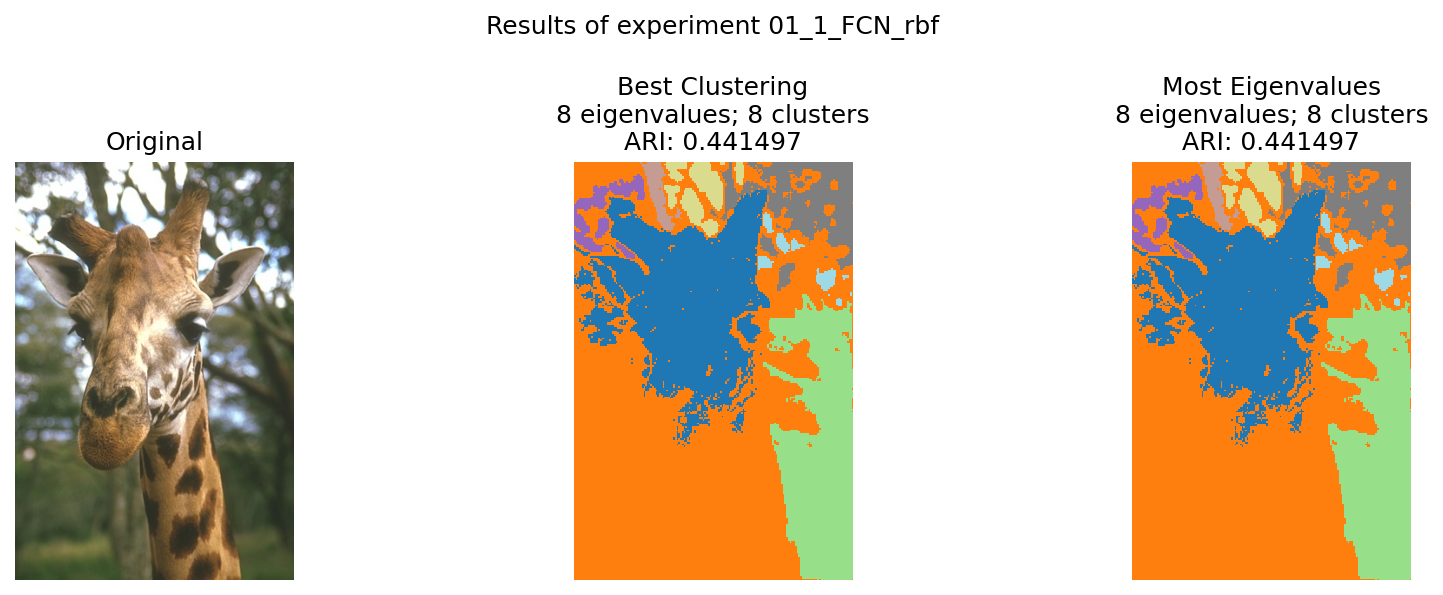 Results of experiment 01_1_FCN_rbf
Original
Best Clustering
8 eigenvalues; 8 clusters
ARI: 0.441497
Most Eigenvalues
8 eigenvalues; 8 clusters
ARI: 0.441497